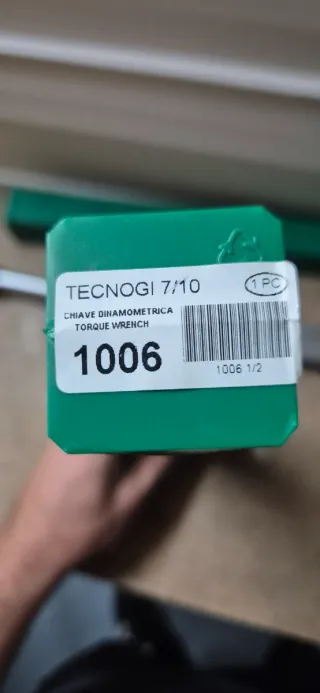 TECNOGI 7/10
1 PC
CHIAVE DINAMOMETRICA
TORQUE WRENCH
1006
1006 1/2